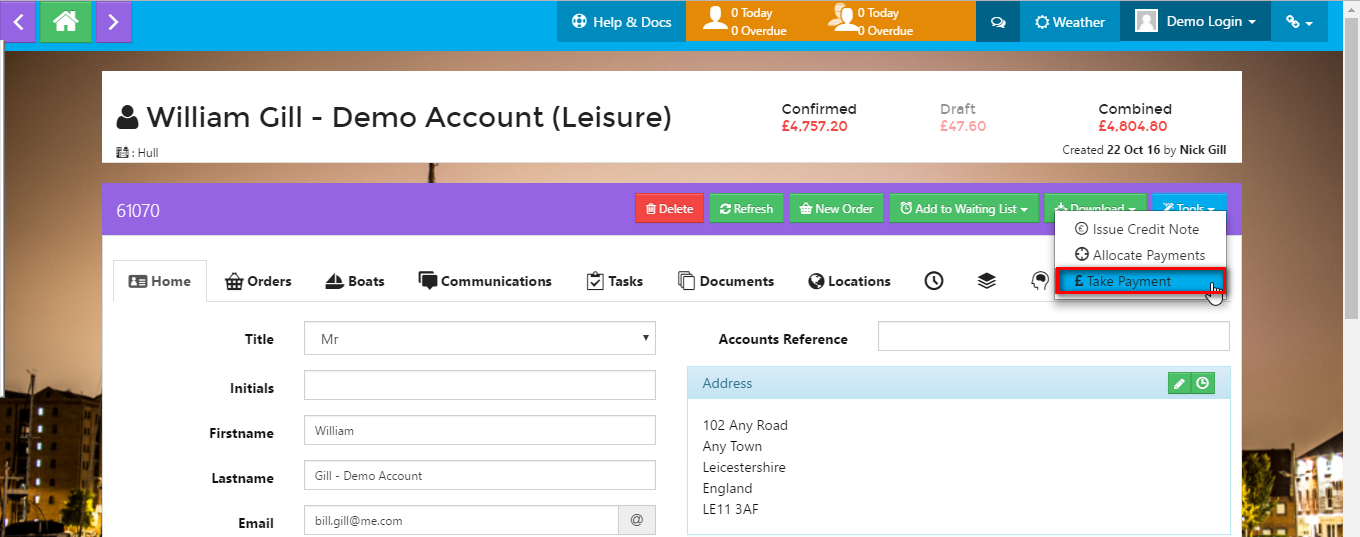 Help & Docs
0 Today
0 Overdue
0 Today
0 Overdue
Weather
Demo Login
William Gill - Demo Account (Leisure)
: Hull
Confirmed
£4,757.20
Draft
£47.60
Combined
£4,804.80
Created 22 Oct 16 by Nick Gill
61070
Delete
Refresh
New Order
Add to Waiting List
Download
Tools
Issue Credit Note
Allocate Payments
£ Take Payment
Home
Orders
Boats
Communications
Tasks
Documents
Locations
Title
Mr
Initials
Firstname
William
Lastname
Gill - Demo Account
Email
bill.gill@me.com
@
Accounts Reference
Address
102 Any Road
Any Town
Leicestershire
England
LE11 3AF